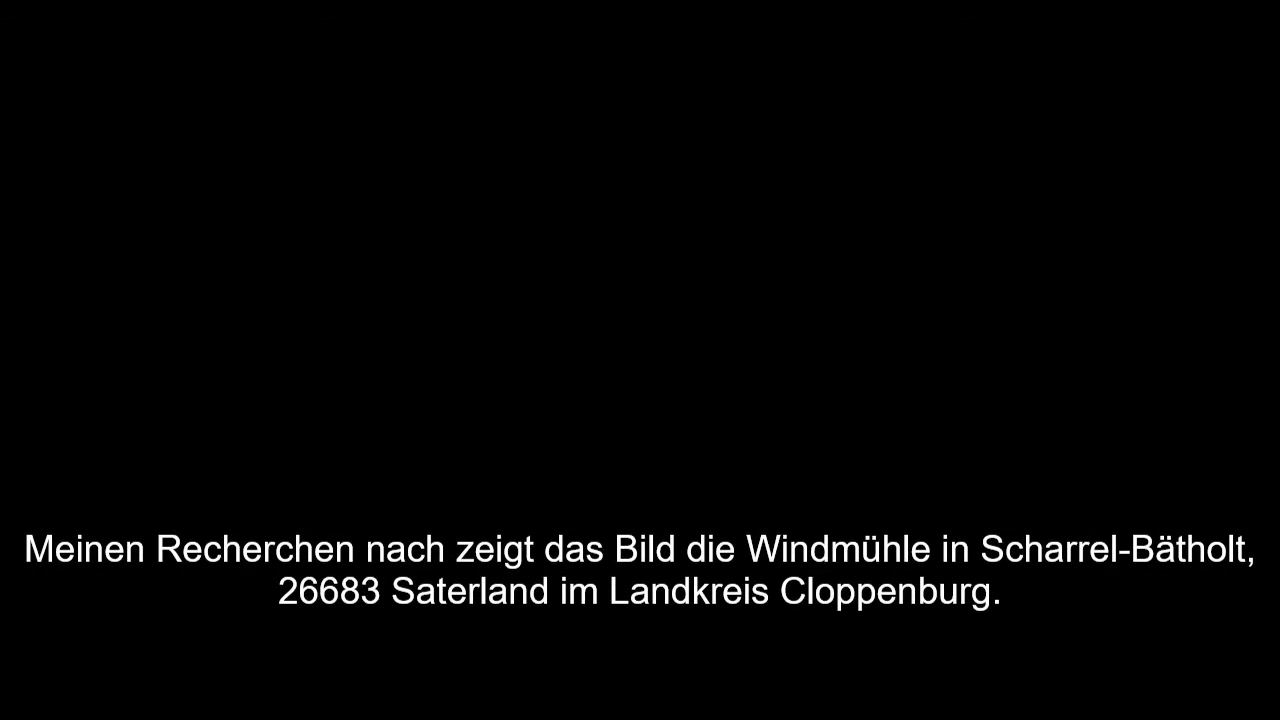 Meinen Recherchen nach zeigt das Bild die Windmühle in Scharrel-Bätholt,
26683 Saterland im Landkreis Cloppenburg.